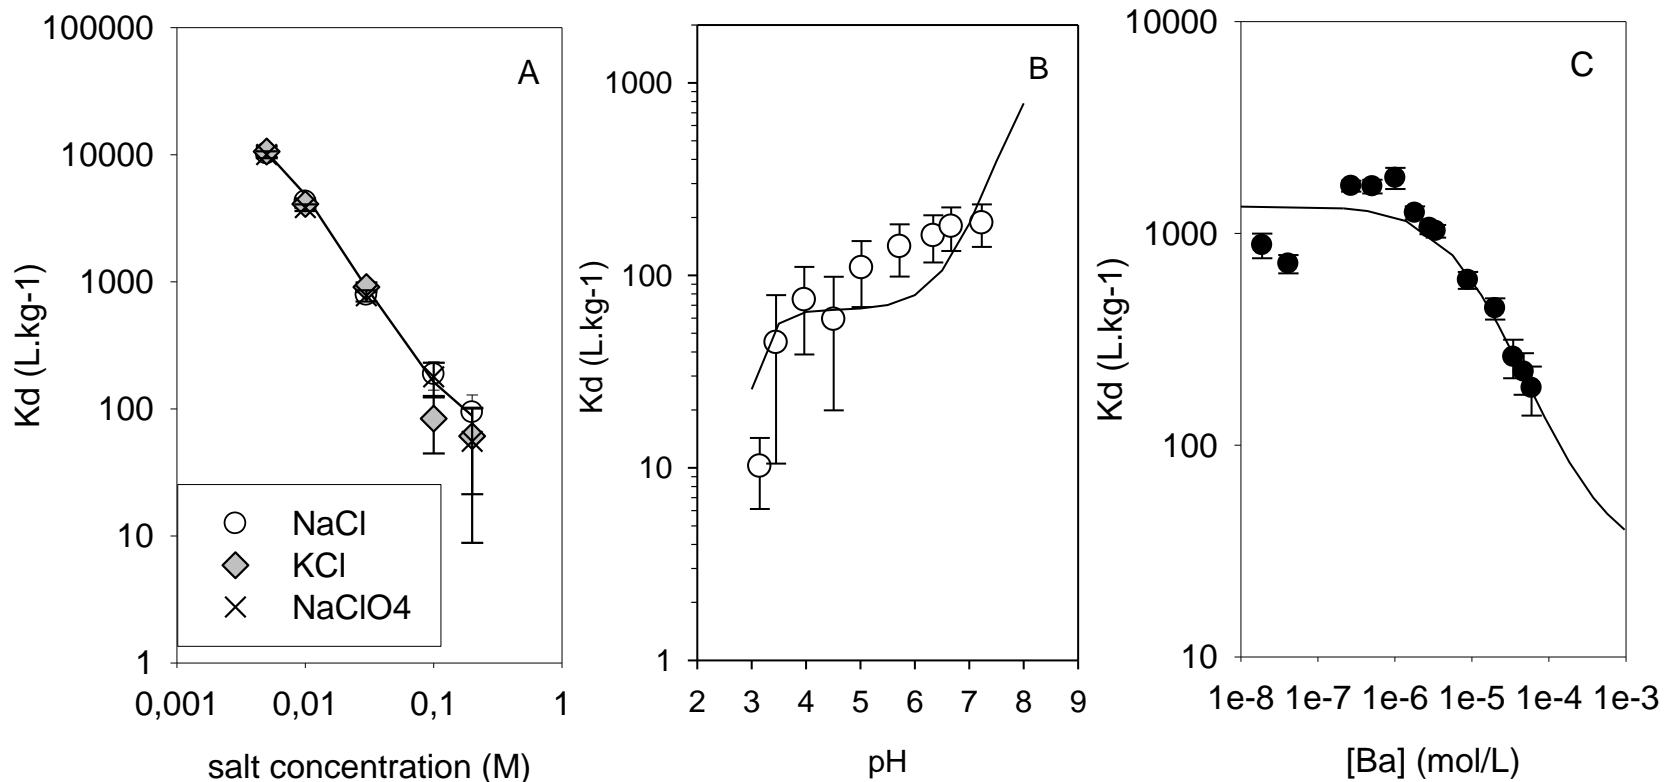 A
Kd (L.kg-1)
100000
10000
1000
100
10
1
NaCl
KCl
NaClO4
0,001 0,01 0,1 1
salt concentration (M)
B
Kd (L.kg-1)
1000
100
10
1
2 3 4 5 6 7 8 9
pH
C
Kd (L.kg-1)
10000
1000
100
10
1e-8 1e-7 1e-6 1e-5 1e-4 1e-3
[Ba] (mol/L)